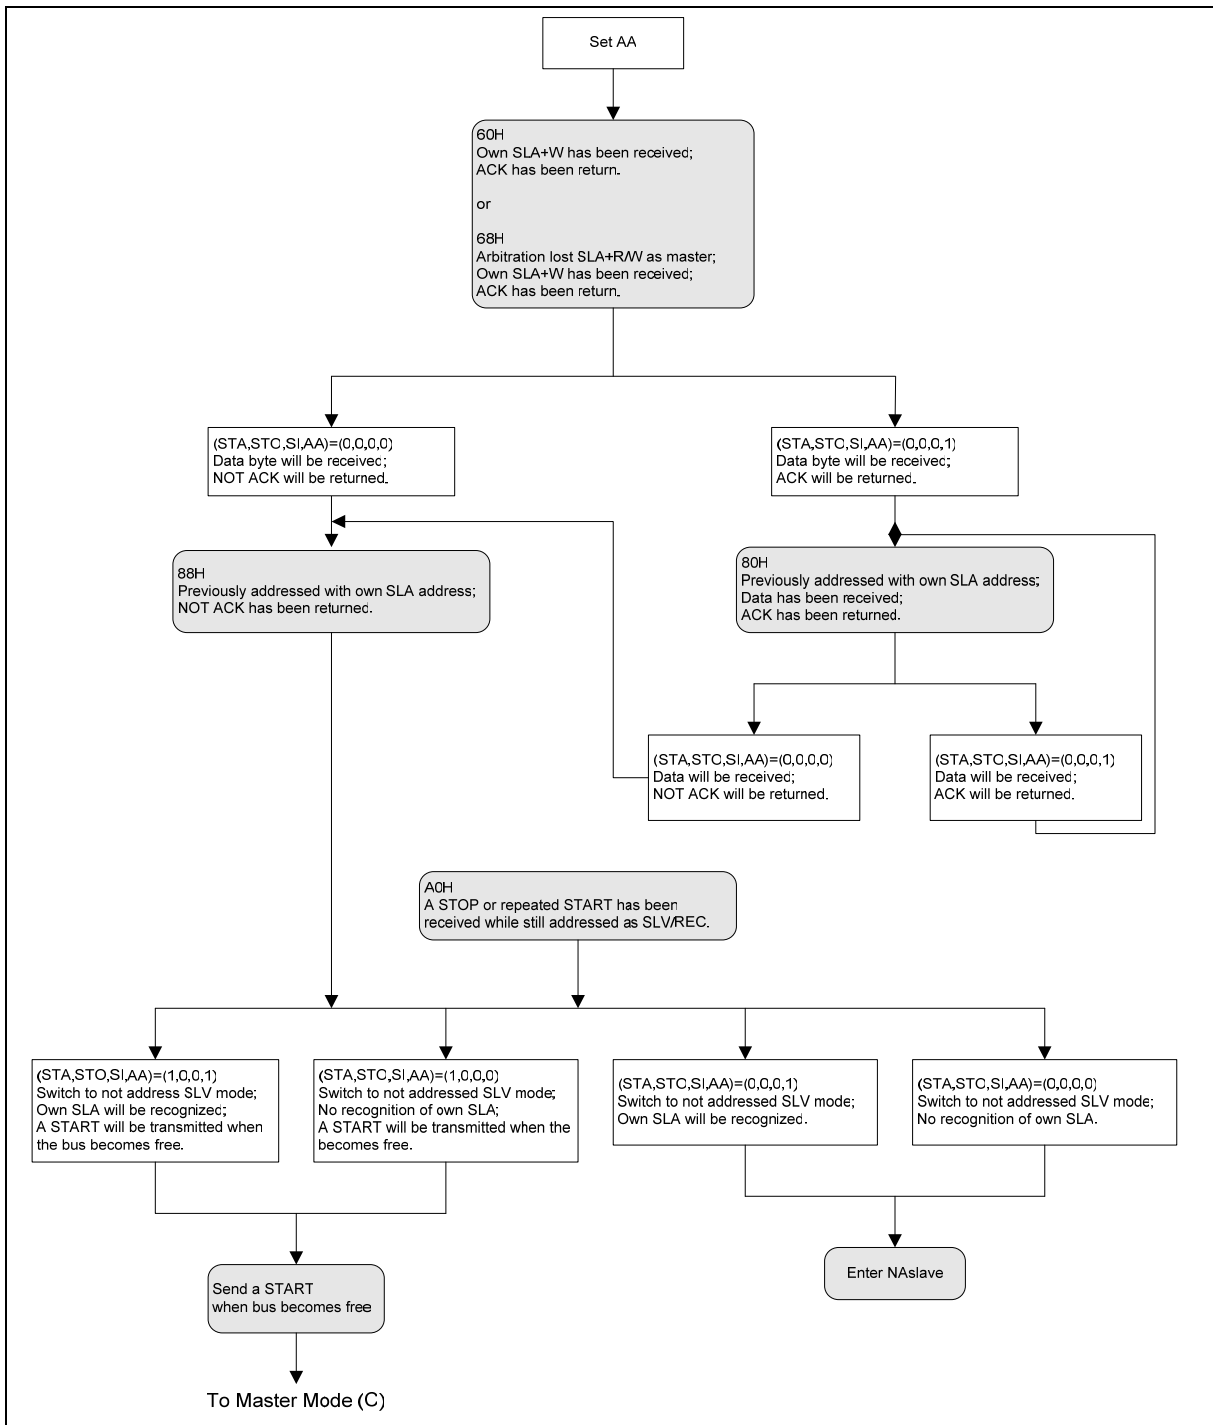 Set AA
60H
Own SLA+W has been received;
ACK has been return.
or
68H
Arbitration lost SLA+R/W as master;
Own SLA+W has been received;
ACK has been return.
(STA,STO,SI,AA)=(0,0,0,0)
Data byte will be received;
NOT ACK will be returned.
(STA,STO,SI,AA)=(0,0,0,1)
Data byte will be received;
ACK will be returned.
88H
Previously addressed with own SLA address;
NOT ACK has been returned.
80H
Previously addressed with own SLA address;
Data has been received;
ACK has been returned.
(STA,STO,SI,AA)=(0,0,0,0)
Data will be received;
NOT ACK will be returned.
(STA,STO,SI,AA)=(0,0,0,1)
Data will be received;
ACK will be returned.
A0H
A STOP or repeated START has been
received while still addressed as SLV/REC.
(STA,STO,SI,AA)=(1,0,0,1)
Switch to not address SLV mode;
Own SLA will be recognized;
A START will be transmitted when
the bus becomes free.
(STA,STO,SI,AA)=(1,0,0,0)
Switch to not addressed SLV mode;
No recognition of own SLA;
A START will be transmitted when the
becomes free.
(STA,STO,SI,AA)=(0,0,0,1)
Switch to not addressed SLV mode;
Own SLA will be recognized.
(STA,STO,SI,AA)=(0,0,0,0)
Switch to not addressed SLV mode;
No recognition of own SLA.
Send a START
when bus becomes free
Enter NAslave
To Master Mode (C)